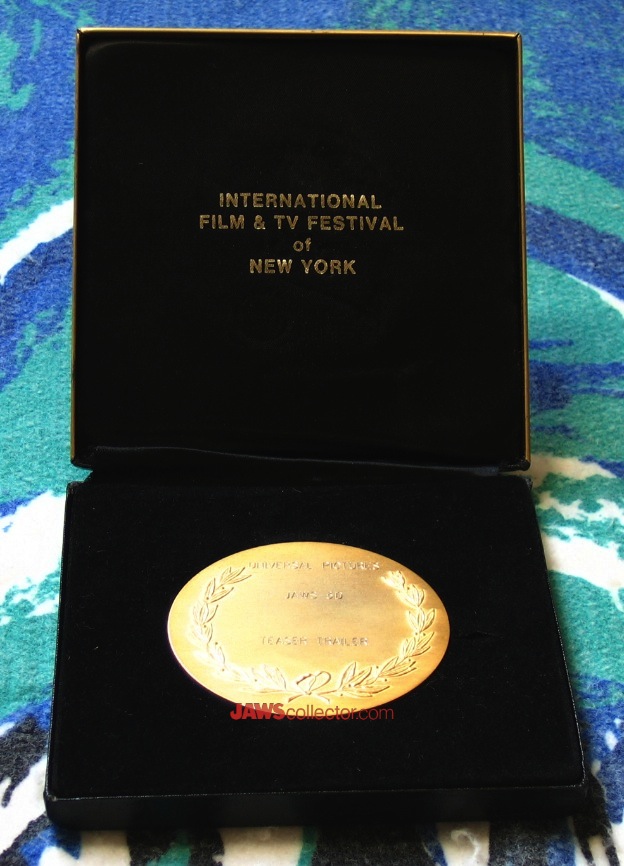 INTERNATIONAL
FILM & TV FESTIVAL
of
NEW YORK
UNIVERSAL PICTURES
JAWS 3D
TEASER TRAILER
JAWScollector.com